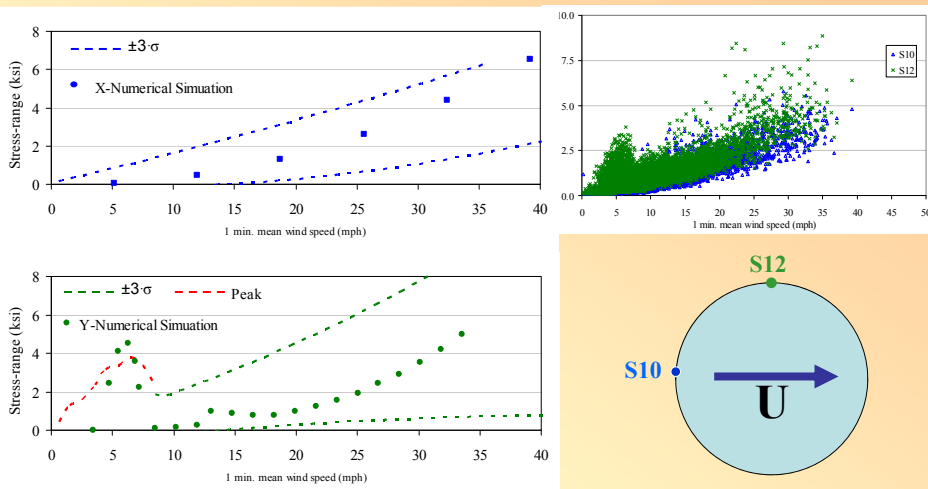 8
6
4
2
0
Stress-range (ksi)
±3·σ
X-Numerical Simuation
0 5 10 15 20 25 30 35 40
1 min. mean wind speed (mph)
10.0
7.5
5.0
2.5
0.0
S10
S12
0 5 10 15 20 25 30 35 40 45 50
1 min. mean wind speed (mph)
8
6
4
2
0
Stress-range (ksi)
±3·σ Peak
Y-Numerical Simuation
0 5 10 15 20 25 30 35 40
1 min. mean wind speed (mph)
S12
S10
U